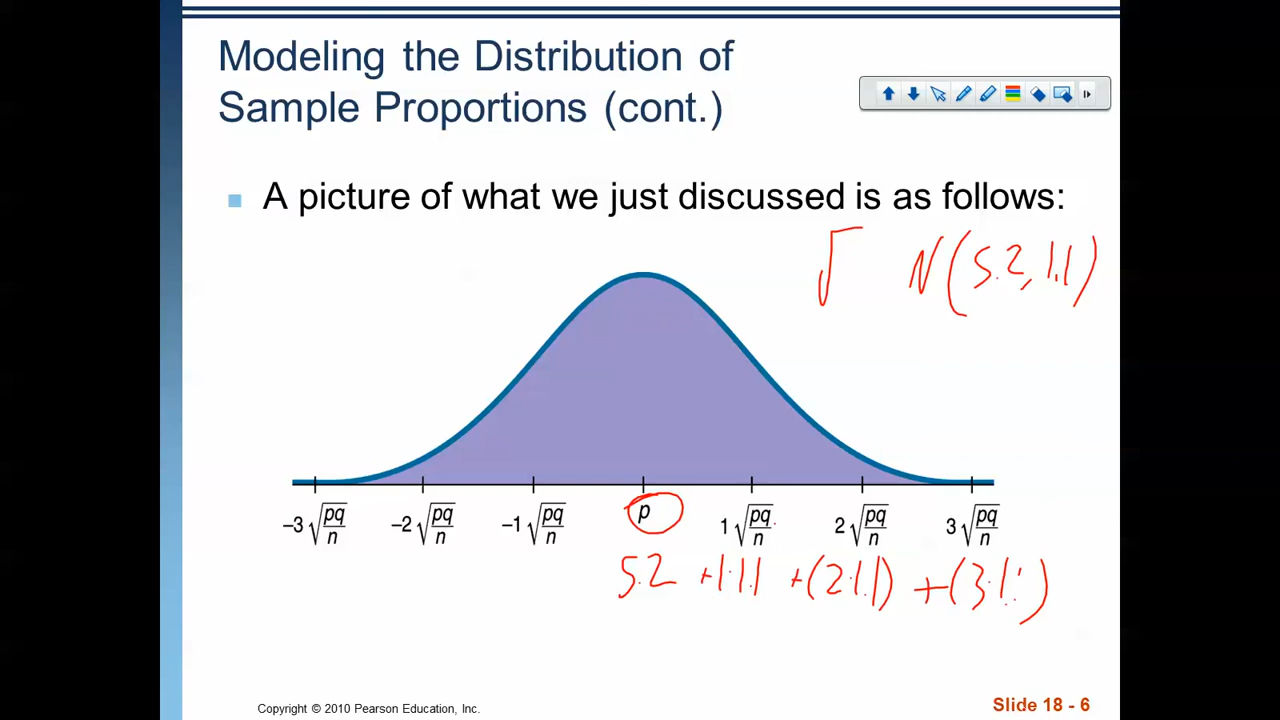 Modeling the Distribution of
Sample Proportions (cont.)
A picture of what we just discussed is as follows:
√ N(5.2, 1.1)
–3√pq/n –2√pq/n –1√pq/n p 1√pq/n 2√pq/n 3√pq/n
5.2 +1·1.1 +(2·1.1) +(3·1.1)
Copyright © 2010 Pearson Education, Inc.
Slide 18 - 6